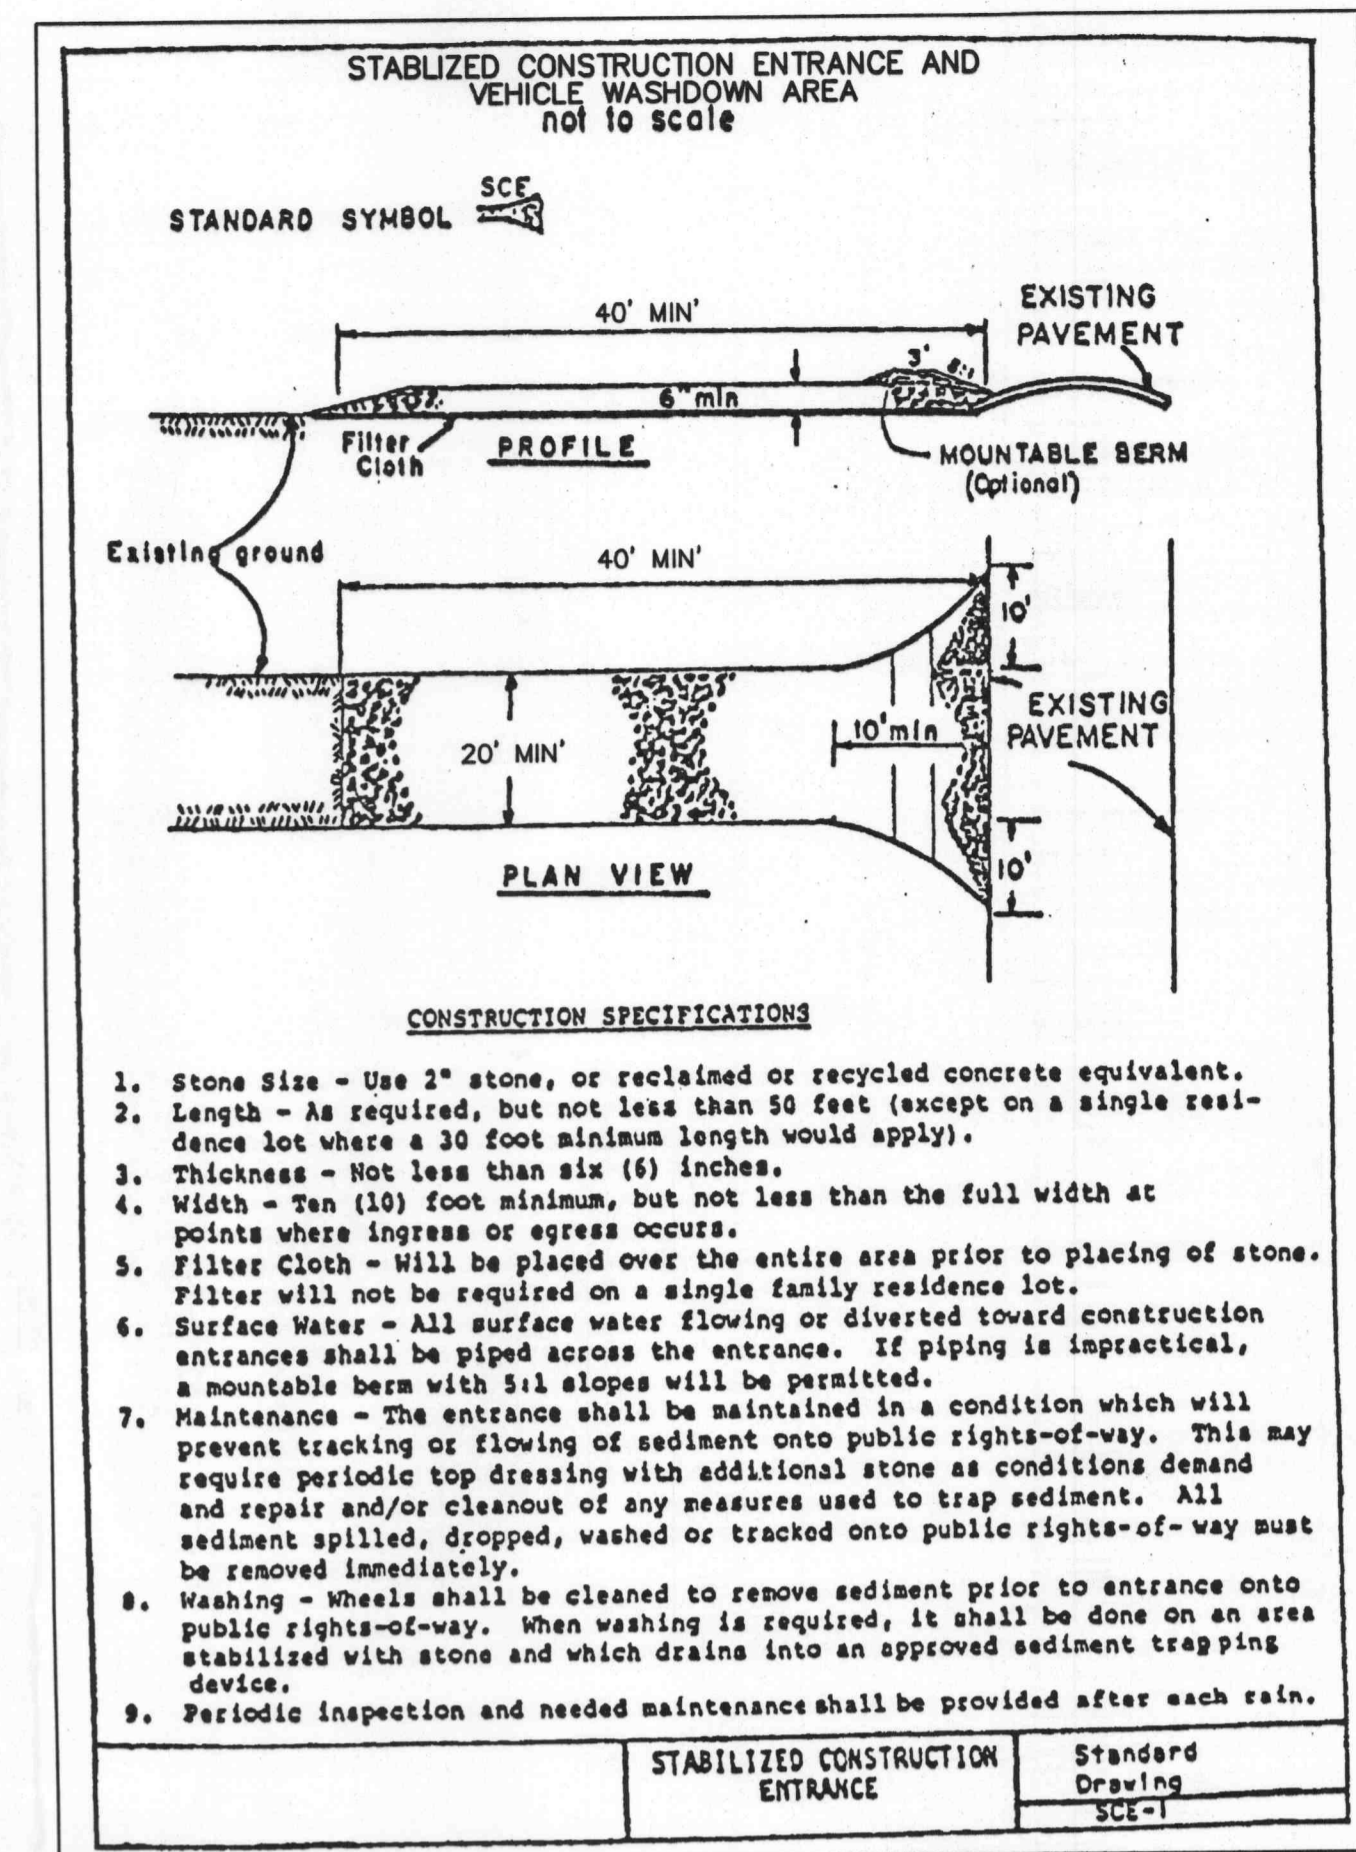 STABLIZED CONSTRUCTION ENTRANCE AND
VEHICLE WASHDOWN AREA
not to scale
SCE
STANDARD SYMBOL
40' MIN'
EXISTING
PAVEMENT
3'
6" min
Filter
Cloth
PROFILE
MOUNTABLE BERM
(Optional)
Existing ground
40' MIN'
10'
EXISTING
PAVEMENT
10' min
20' MIN'
10'
PLAN VIEW
CONSTRUCTION SPECIFICATIONS
1. Stone Size - Use 2" stone, or reclaimed or recycled concrete equivalent.
2. Length - As required, but not less than 50 feet (except on a single resi-
dence lot where a 30 foot minimum length would apply).
3. Thickness - Not less than six (6) inches.
4. Width - Ten (10) foot minimum, but not less than the full width at
points where ingress or egress occurs.
5. Filter Cloth - Will be placed over the entire area prior to placing of stone.
Filter will not be required on a single family residence lot.
6. Surface Water - All surface water flowing or diverted toward construction
entrances shall be piped across the entrance. If piping is impractical,
a mountable berm with 5:1 slopes will be permitted.
7. Maintenance - The entrance shall be maintained in a condition which will
prevent tracking or flowing of sediment onto public rights-of-way. This may
require periodic top dressing with additional stone as conditions demand
and repair and/or cleanout of any measures used to trap sediment. All
sediment spilled, dropped, washed or tracked onto public rights-of-way must
be removed immediately.
8. Washing - Wheels shall be cleaned to remove sediment prior to entrance onto
public rights-of-way. When washing is required, it shall be done on an area
stabilized with stone and which drains into an approved sediment trapping
device.
9. Periodic inspection and needed maintenance shall be provided after each rain.
STABILIZED CONSTRUCTION
ENTRANCE
Standard
Drawing
SCE-1